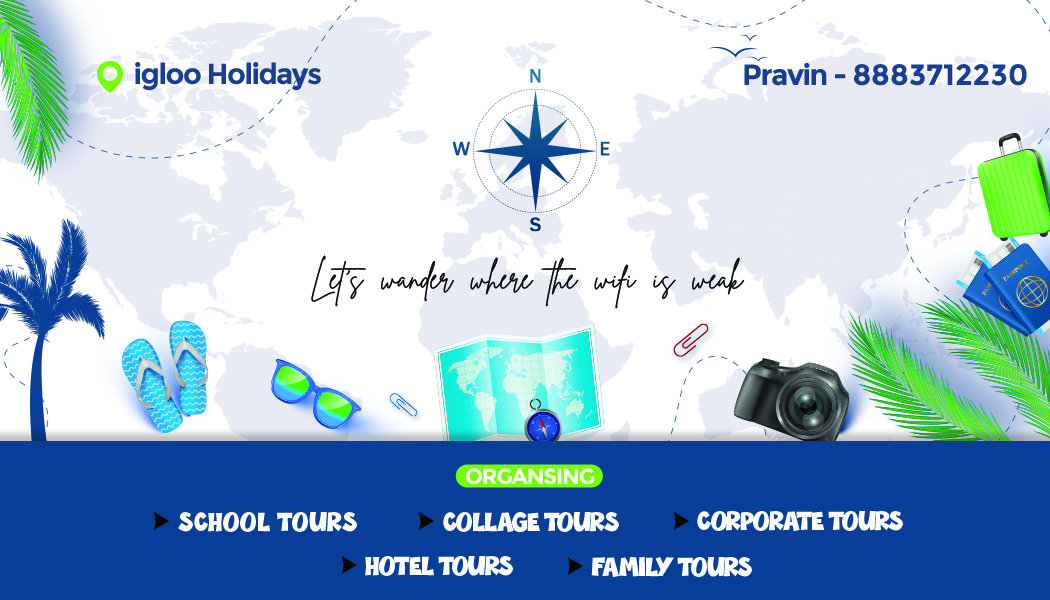 igloo Holidays
Pravin - 8883712230
N
W E
S
Let's wander where the wifi is weak
PASSPORT
ORGANSING
SCHOOL TOURS COLLAGE TOURS CORPORATE TOURS
HOTEL TOURS FAMILY TOURS